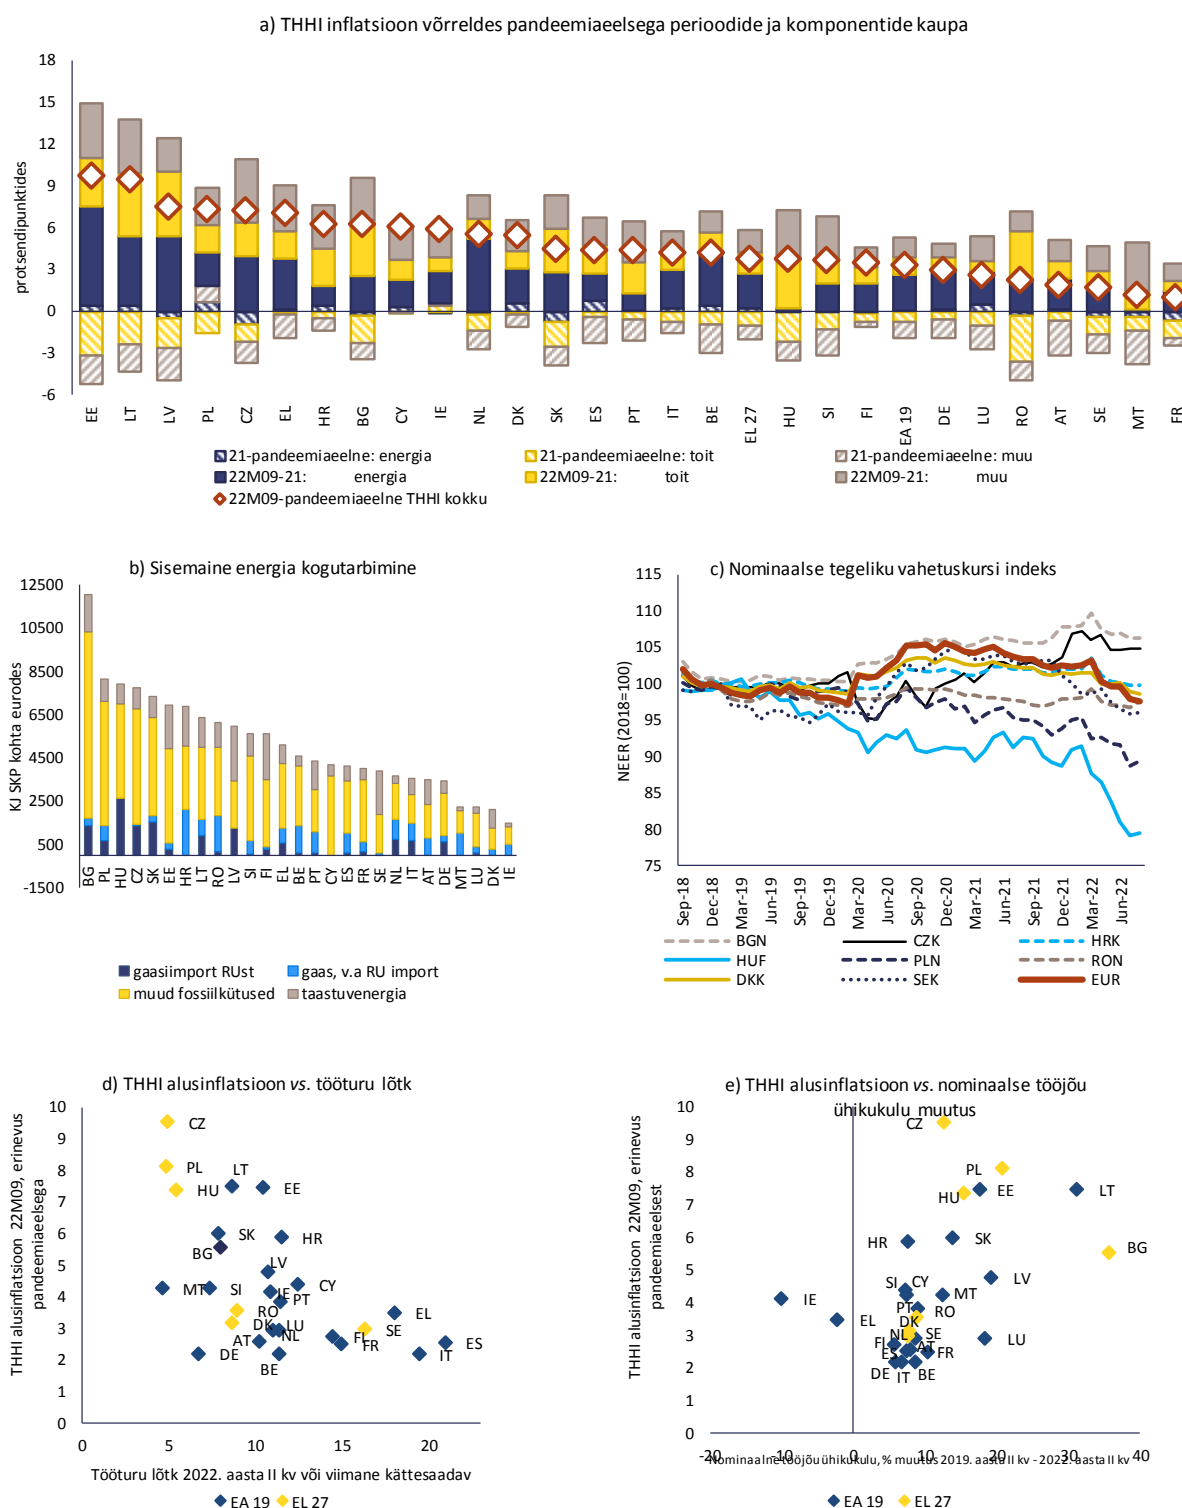 a) THHI inflatsioon võrreldes pandeemiaeelsega perioodide ja komponentide kaupa
protsendipunktides
18
15
12
9
6
3
0
-3
-6
EE LT LV PL CZ EL HR BG CY IE NL DK SK ES PT IT BE EL 27 HU SI FI EA 19 DE LU RO AT SE MT FR
21-pandeemiaeelne: energia 21-pandeemiaeelne: toit 21-pandeemiaeelne: muu
22M09-21: energia 22M09-21: toit 22M09-21: muu
22M09-pandeemiaeelne THHI kokku
b) Sisemaine energia kogutarbimine
KJ SKP kohta eurodes
12500
10500
8500
6500
4500
2500
500
-1500
BG PL HU CZ SK EE HR LT RO LV SI FI EL BE PT CY ES FR SE NL IT AT DE MT LU DK IE
gaasiimport RUst gaas, v.a RU import
muud fossiilkütused taastuvenergia
c) Nominaalse tegeliku vahetuskursi indeks
NEER (2018=100)
115
110
105
100
95
90
85
80
75
Sep-18 Dec-18 Mar-19 Jun-19 Sep-19 Dec-19 Mar-20 Jun-20 Sep-20 Dec-20 Mar-21 Jun-21 Sep-21 Dec-21 Mar-22 Jun-22
BGN CZK HRK
HUF PLN RON
DKK SEK EUR
d) THHI alusinflatsioon vs. tööturu lõtk
THHI alusinflatsioon 22M09, erinevus
pandeemiaeelsega
10
9
8
7
6
5
4
3
2
1
0
CZ
PL LT
HU EE
SK HR
BG
LV
MT SI IE CY
RO PT
DK LU EL
AT NL FI SE
DE BE FR IT ES
0 5 10 15 20
Tööturu lõtk 2022. aasta II kv või viimane kättesaadav
EA 19 EL 27
e) THHI alusinflatsioon vs. nominaalse tööjõu
ühikukulu muutus
THHI alusinflatsioon 22M09, erinevus
pandeemiaeelsest
10
9
8
7
6
5
4
3
2
1
0
CZ
PL
HU EE LT
HR SK
BG
SI CY LV
IE PT MT
EL DK RO
NL SE LU
FI AT
ES FR
DE IT BE
-20 -10 0 10 20 30 40
Nominaalne tööjõu ühikukulu, % muutus 2019. aasta II kv - 2022. aasta II kv
EA 19 EL 27